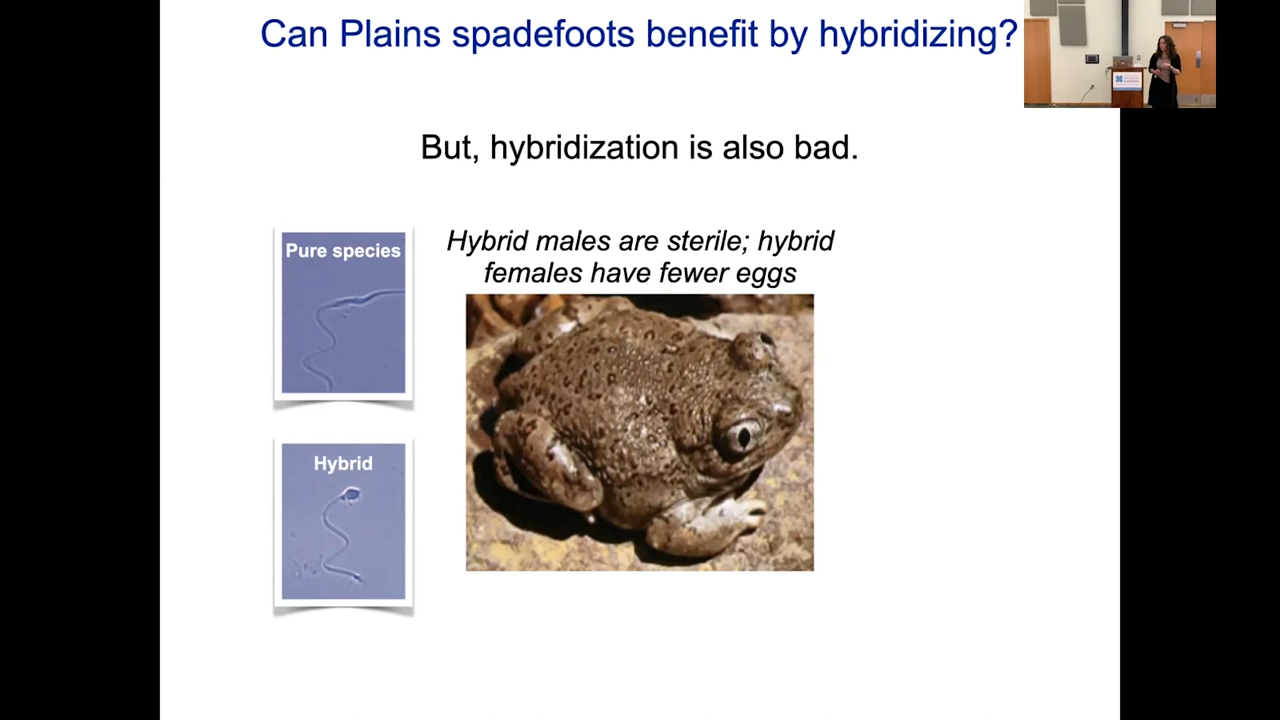 Can Plains spadefoots benefit by hybridizing?
But, hybridization is also bad.
Pure species
Hybrid males are sterile; hybrid
females have fewer eggs
Hybrid